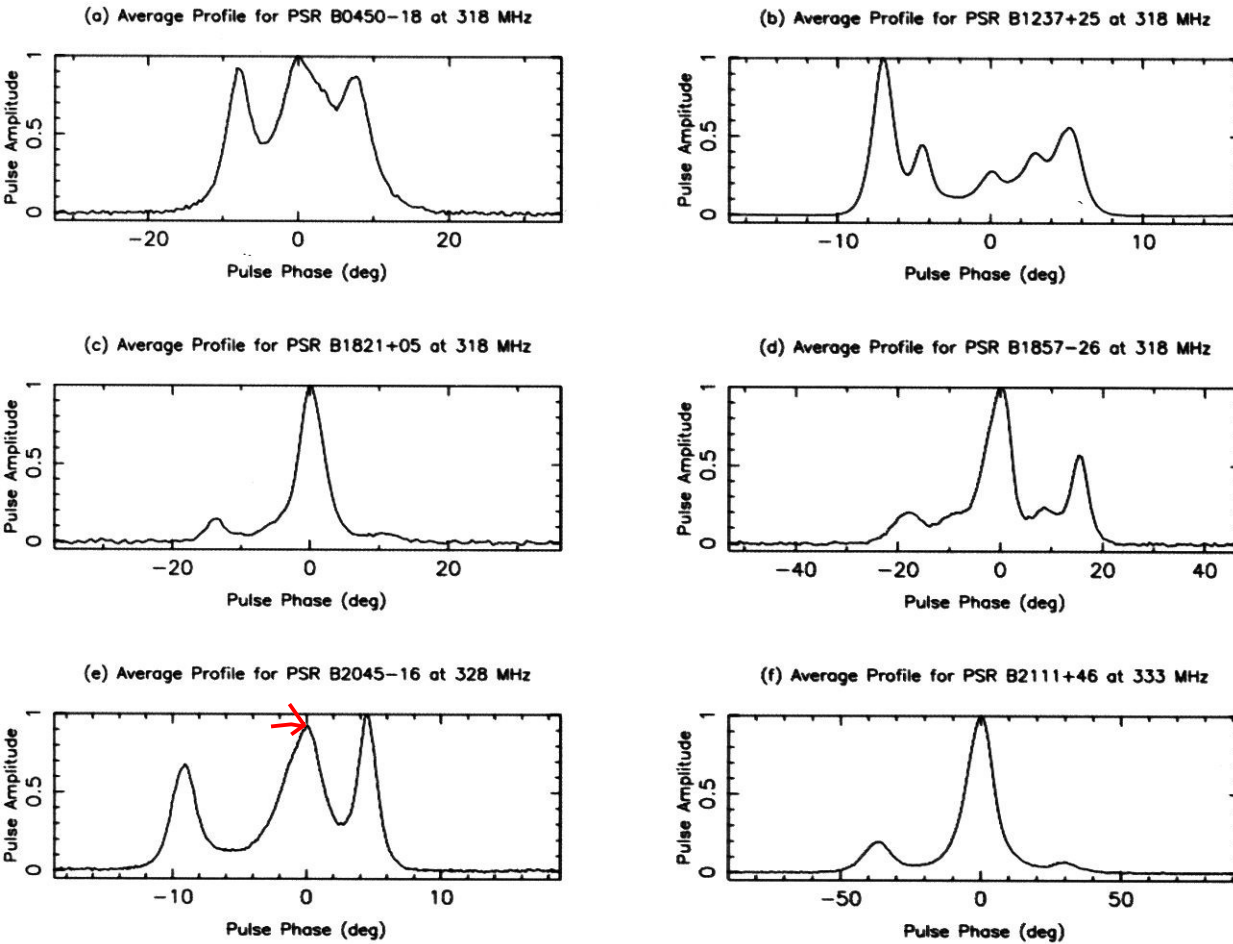 (a) Average Profile for PSR B0450-18 at 318 MHz
Pulse Amplitude
0 0.5 1
-20 0 20
Pulse Phase (deg)
(b) Average Profile for PSR B1237+25 at 318 MHz
Pulse Amplitude
0 0.5 1
-10 0 10
Pulse Phase (deg)
(c) Average Profile for PSR B1821+05 at 318 MHz
Pulse Amplitude
0 0.5 1
-20 0 20
Pulse Phase (deg)
(d) Average Profile for PSR B1857-26 at 318 MHz
Pulse Amplitude
0 0.5 1
-40 -20 0 20 40
Pulse Phase (deg)
(e) Average Profile for PSR B2045-16 at 328 MHz
Pulse Amplitude
0 0.5 1
-10 0 10
Pulse Phase (deg)
(f) Average Profile for PSR B2111+46 at 333 MHz
Pulse Amplitude
0 0.5 1
-50 0 50
Pulse Phase (deg)